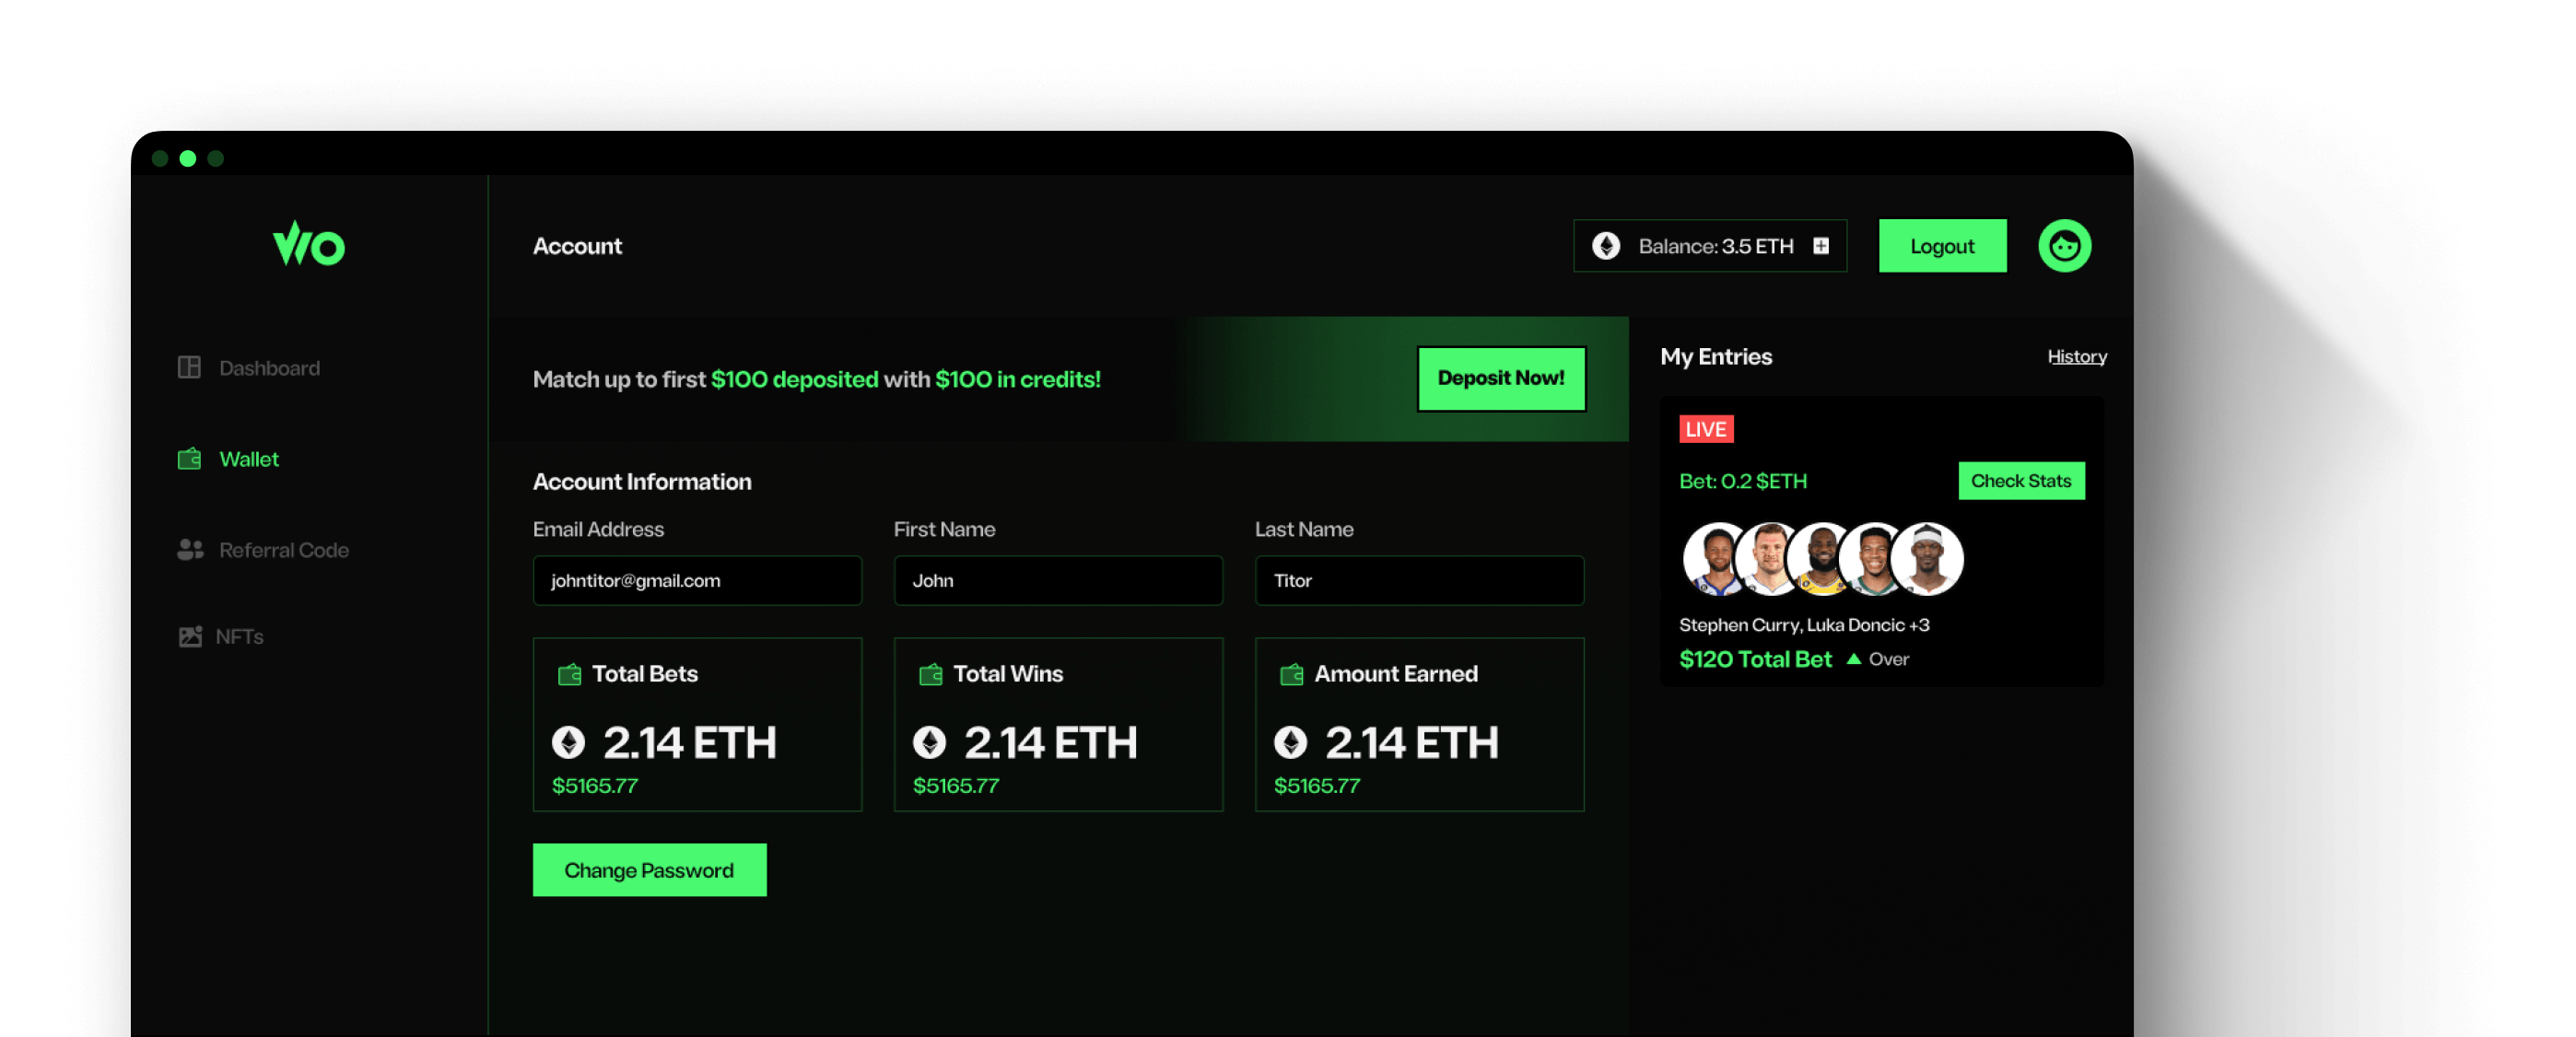 VIO
Account
Balance: 3.5 ETH
Logout
Dashboard
Wallet
Referral Code
NFTs
Match up to first $100 deposited with $100 in credits!
Deposit Now!
Account Information
Email Address
First Name
Last Name
johntitor@gmail.com
John
Titor
Total Bets
Total Wins
Amount Earned
2.14 ETH
2.14 ETH
2.14 ETH
$5165.77
$5165.77
$5165.77
Change Password
My Entries
History
LIVE
Bet: 0.2 $ETH
Check Stats
Stephen Curry, Luka Doncic +3
$120 Total Bet
Over